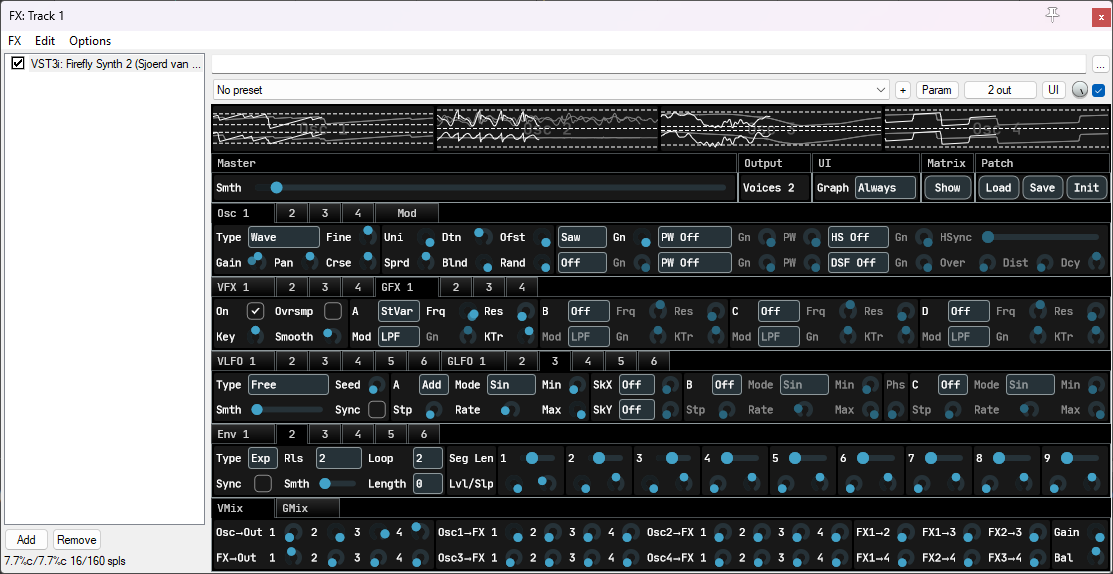 FX: Track 1
x
FX Edit Options
VST3i: Firefly Synth 2 (Sjoerd van ...
...
No preset + Param 2 out UI
Osc 1 Osc 2 Osc 3 Osc 4
Master Output UI Matrix Patch
Smth Voices 2 Graph Always Show Load Save Init
Osc 1 2 3 4 Mod
Type Wave Fine Uni Dtn Ofst Saw Gn PW Off Gn PW HS Off Gn HSync
Gain Pan Crse Sprd Blnd Rand Off Gn PW Off Gn PW DSF Off Gn Over Dist Dcy
VFX 1 2 3 4 GFX 1 2 3 4
On Ovrsmp A StVar Frq Res B Off Frq Res C Off Frq Res D Off Frq Res
Key Smooth Mod LPF Gn KTr Mod LPF Gn KTr Mod LPF Gn KTr Mod LPF Gn KTr
VLFO 1 2 3 4 5 6 GLFO 1 2 3 4 5 6
Type Free Seed A Add Mode Sin Min SkX Off B Off Mode Sin Min Phs C Off Mode Sin Min
Smth Sync Stp Rate Max SkY Off Stp Rate Max Stp Rate Max
Env 1 2 3 4 5 6
Type Exp Rls 2 Loop 2 Seg Len 1 2 3 4 5 6 7 8 9
Sync Smth Length 0 Lvl/Slp
VMix GMix
Osc→Out 1 2 3 4 Osc1→FX 1 2 3 4 Osc2→FX 1 2 3 4 FX1→2 FX1→3 FX2→3 Gain
FX→Out 1 2 3 4 Osc3→FX 1 2 3 4 Osc4→FX 1 2 3 4 FX1→4 FX2→4 FX3→4 Bal
Add Remove
7.7%c/7.7%c 16/160 spls